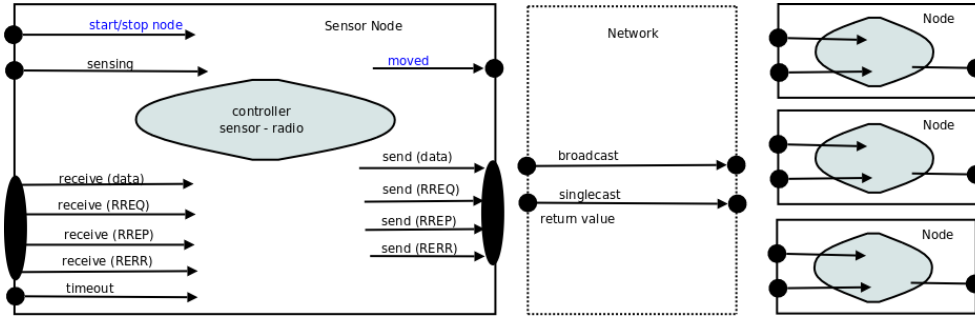 start/stop node
Sensor Node
sensing
moved
controller
sensor - radio
receive (data)
receive (RREQ)
receive (RREP)
receive (RERR)
timeout
send (data)
send (RREQ)
send (RREP)
send (RERR)
Network
broadcast
singlecast
return value
Node
Node
Node